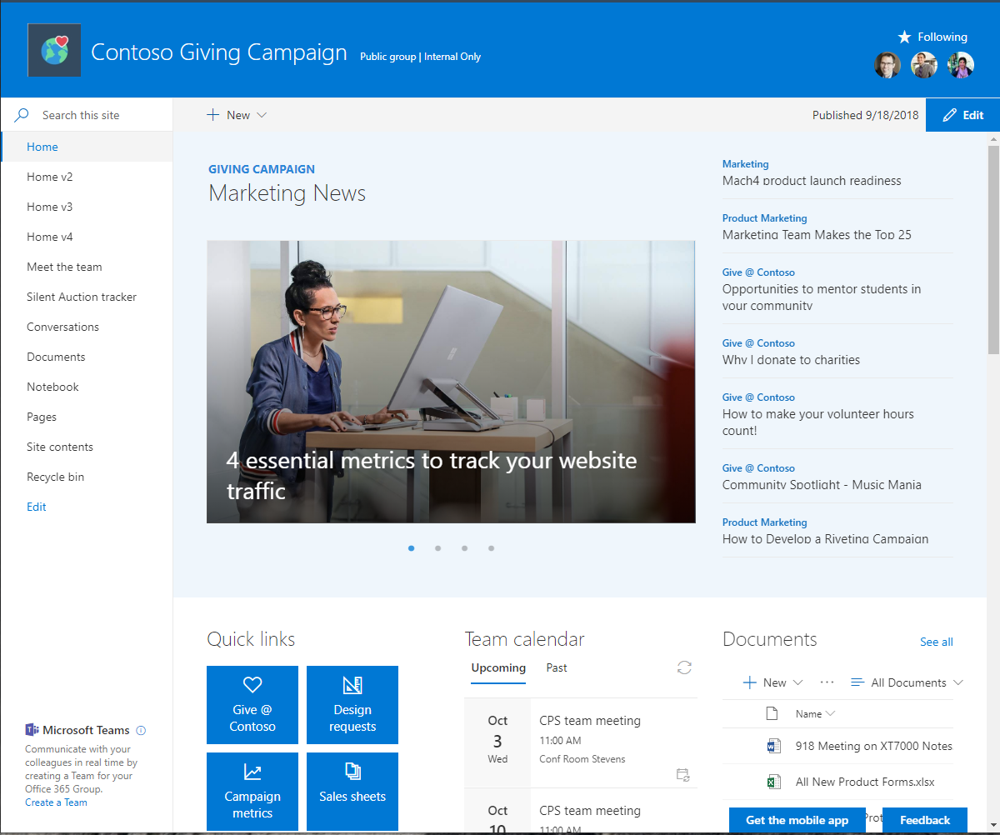 Contoso Giving Campaign
Public group | Internal Only
Following
Search this site
New
Published 9/18/2018
Edit
Home
Home v2
Home v3
Home v4
Meet the team
Silent Auction tracker
Conversations
Documents
Notebook
Pages
Site contents
Recycle bin
Edit
Microsoft Teams
Communicate with your
colleagues in real time by
creating a Team for your
Office 365 Group.
Create a Team
GIVING CAMPAIGN
Marketing News
4 essential metrics to track your website
traffic
Marketing
Mach4 product launch readiness
Product Marketing
Marketing Team Makes the Top 25
Give @ Contoso
Opportunities to mentor students in
your community
Give @ Contoso
Why I donate to charities
Give @ Contoso
How to make your volunteer hours
count!
Give @ Contoso
Community Spotlight - Music Mania
Product Marketing
How to Develop a Riveting Campaign
Quick links
Give @
Contoso
Design
requests
Campaign
metrics
Sales sheets
Team calendar
Upcoming
Past
Oct
3
Wed
CPS team meeting
11:00 AM
Conf Room Stevens
Oct
10
CPS team meeting
11:00 AM
Documents
See all
New
All Documents
Name
918 Meeting on XT7000 Notes
All New Product Forms.xlsx
Get the mobile app
Feedback